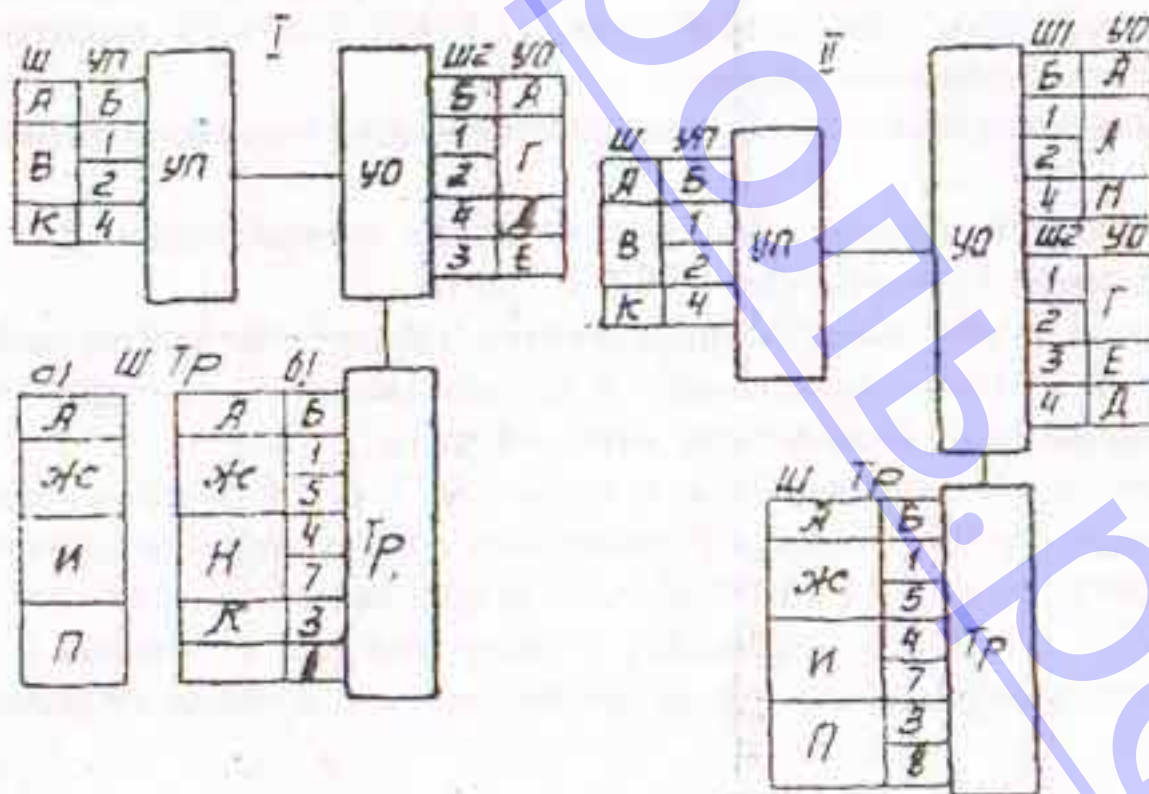 I
Ш УП
А Б
В 1
2
К 4
УП
УО
Ш2 УО
Б А
1 Г
2
4
3 Е
а) Ш Тр б)
А
Ж
И
П
А Б
Ж 1
5
Н 4
7
К 3
Тр.
II
Ш УП
А Б
В 1
2
К 4
УП
УО
Ш1 УО
Б А
1 Л
2
4 М
Ш2 УО
1 Г
2
3 Е
4 Д
Ш Тр
А Б
Ж 1
5
И 4
7
П 3
8
Тр